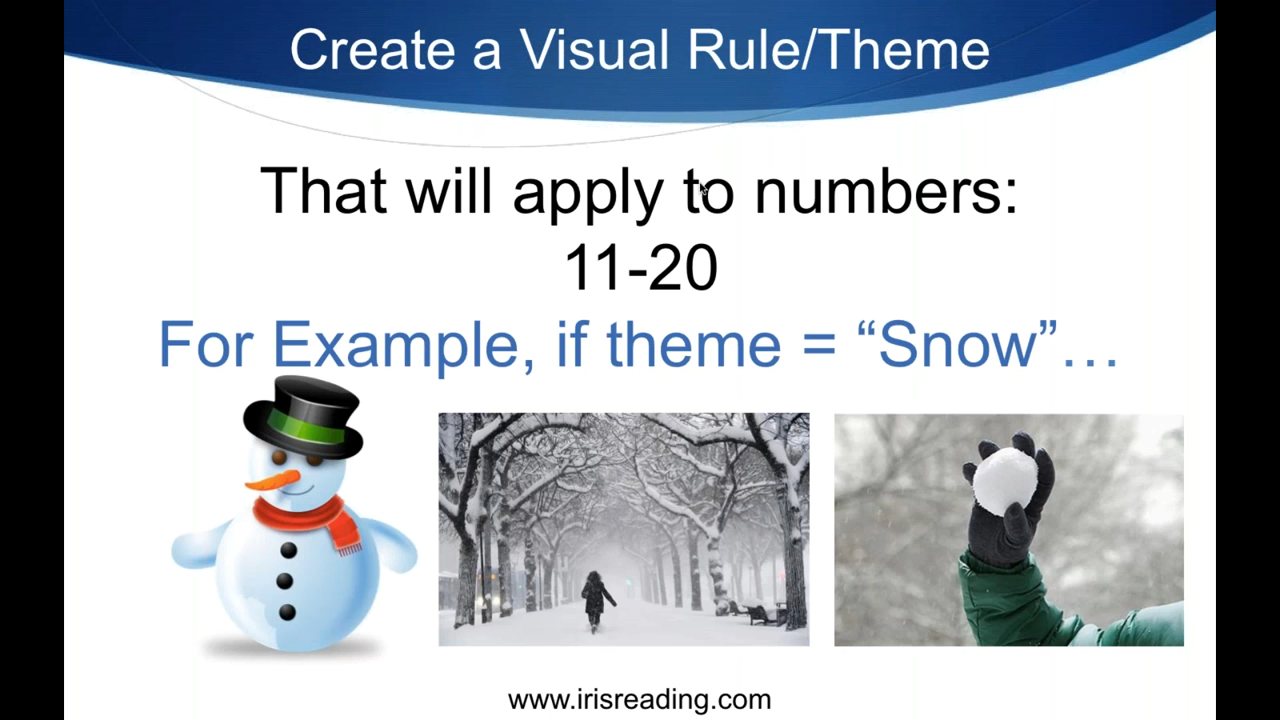 Create a Visual Rule/Theme
That will apply to numbers:
11-20
For Example, if theme = “Snow”…
www.irisreading.com